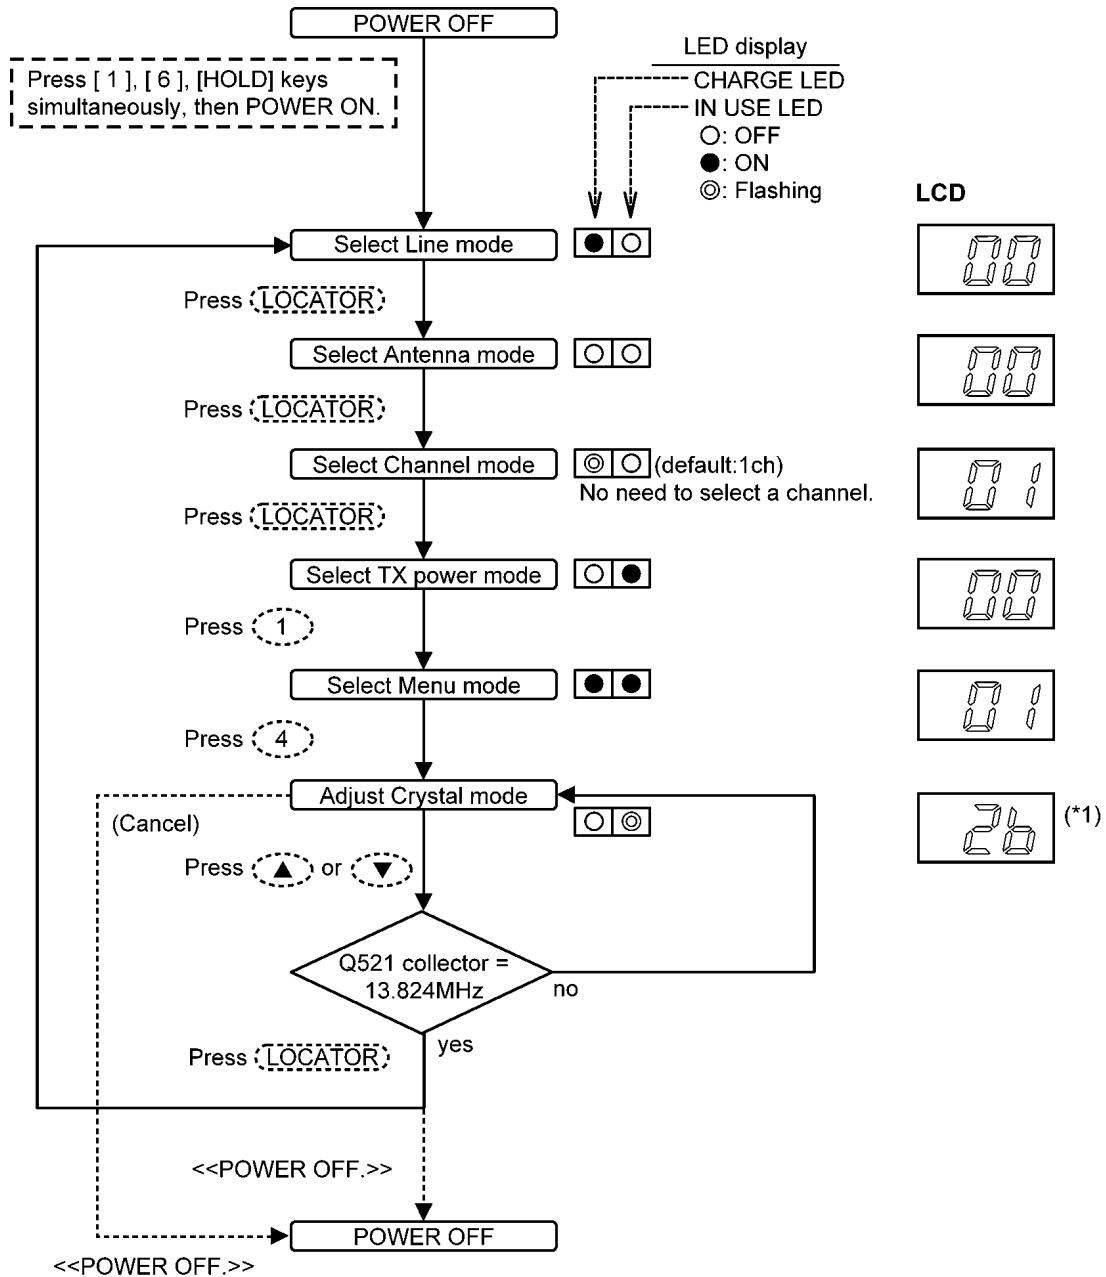 POWER OFF
Press [ 1 ], [ 6 ], [HOLD] keys
simultaneously, then POWER ON.
LED display
CHARGE LED
IN USE LED
: OFF
: ON
: Flashing
LCD
Select Line mode
00
Press LOCATOR
Select Antenna mode
00
Press LOCATOR
Select Channel mode
(default:1ch)
No need to select a channel.
01
Press LOCATOR
Select TX power mode
00
Press 1
Select Menu mode
01
Press 4
Adjust Crystal mode
26
(*1)
(Cancel)
Press ▲ or ▼
Q521 collector =
13.824MHz
no
yes
Press LOCATOR
<<POWER OFF.>>
POWER OFF
<<POWER OFF.>>